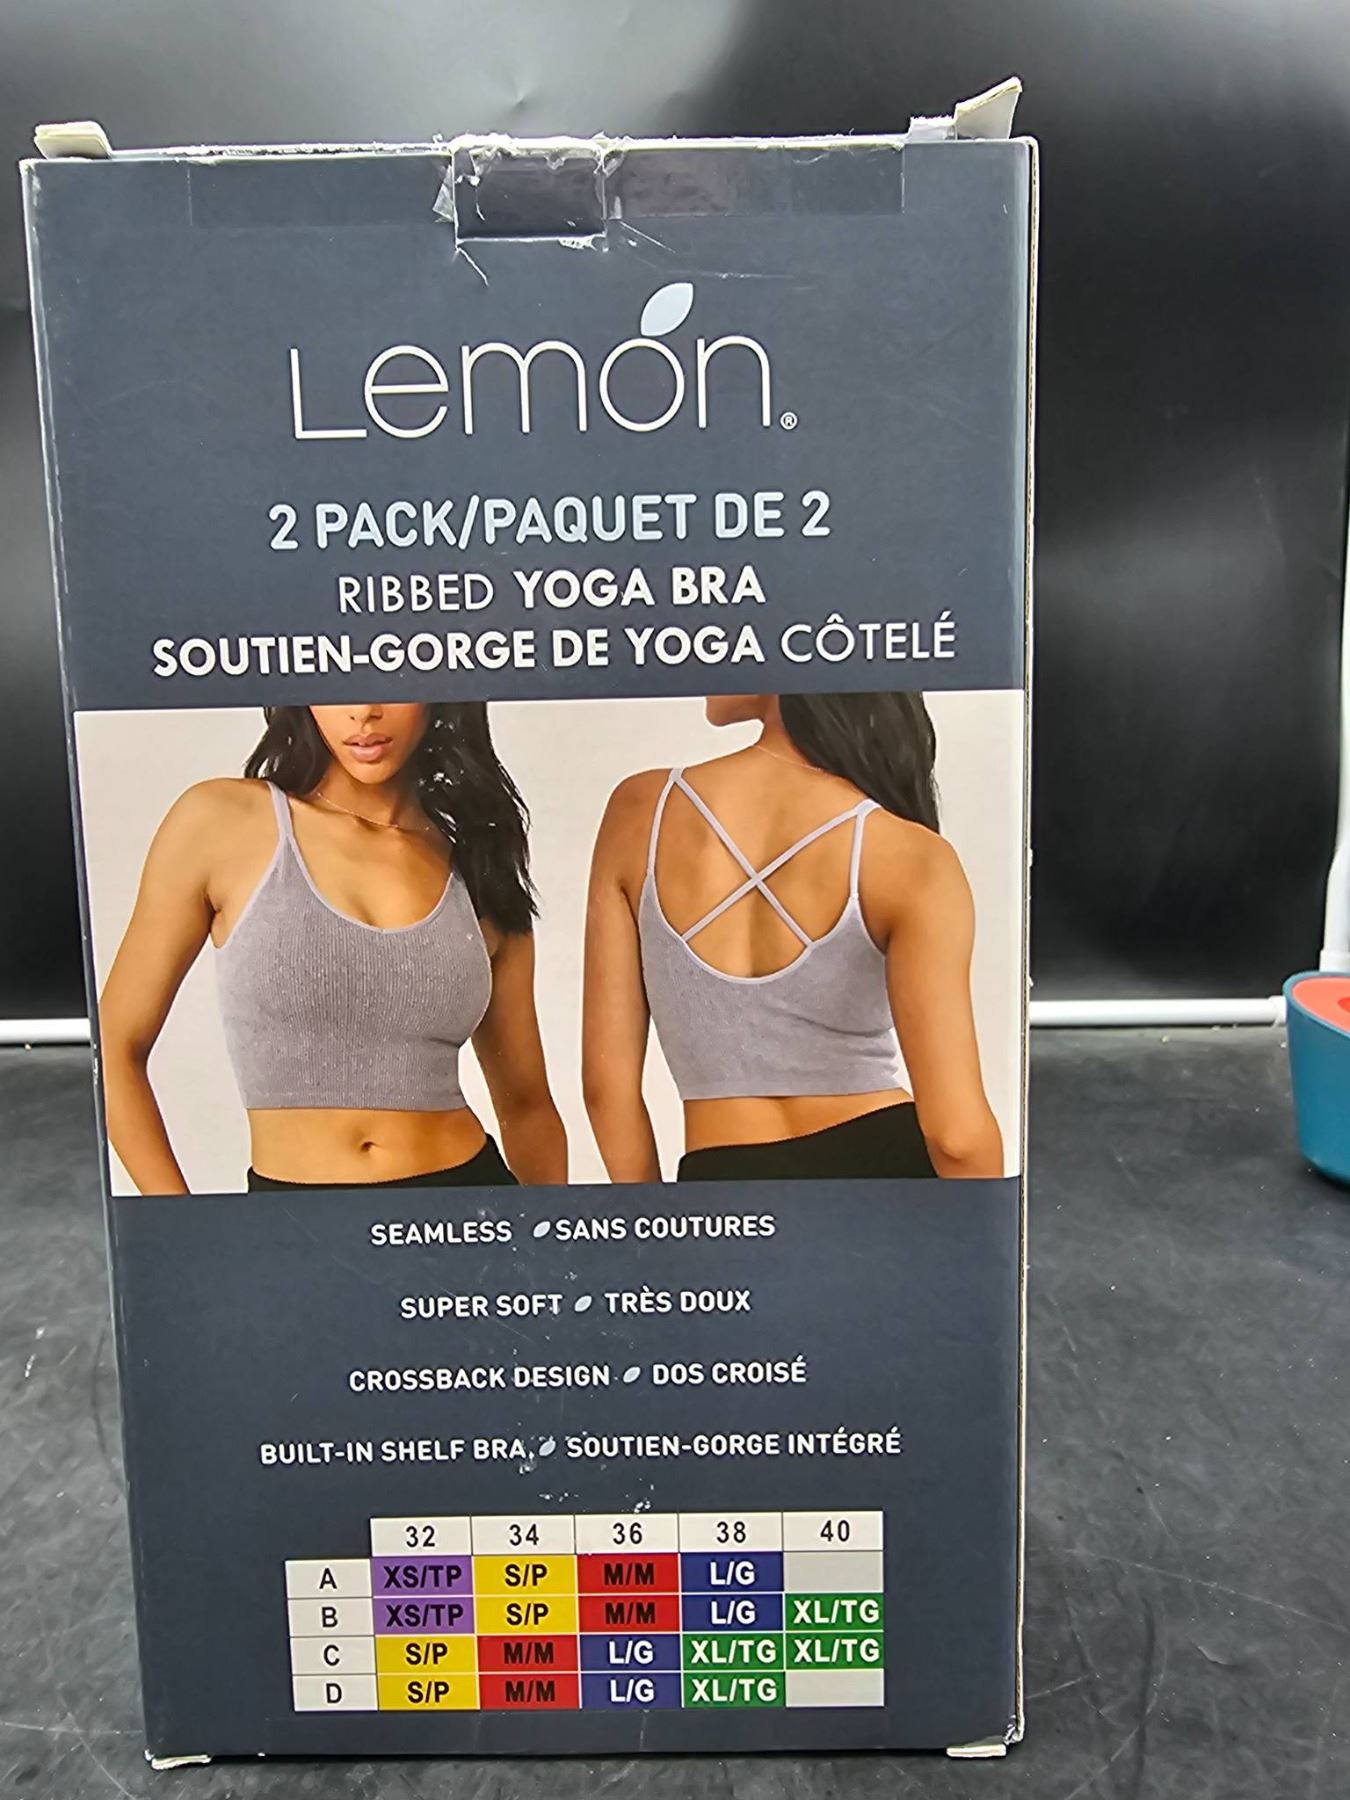 Lemon®
2 PACK/PAQUET DE 2
RIBBED YOGA BRA
SOUTIEN-GORGE DE YOGA CÔTELÉ
SEAMLESS SANS COUTURES
SUPER SOFT TRÈS DOUX
CROSSBACK DESIGN DOS CROISÉ
BUILT-IN SHELF BRA SOUTIEN-GORGE INTÉGRÉ
32 34 36 38 40
A XS/TP S/P M/M L/G
B XS/TP S/P M/M L/G XL/TG
C S/P M/M L/G XL/TG XL/TG
D S/P M/M L/G XL/TG